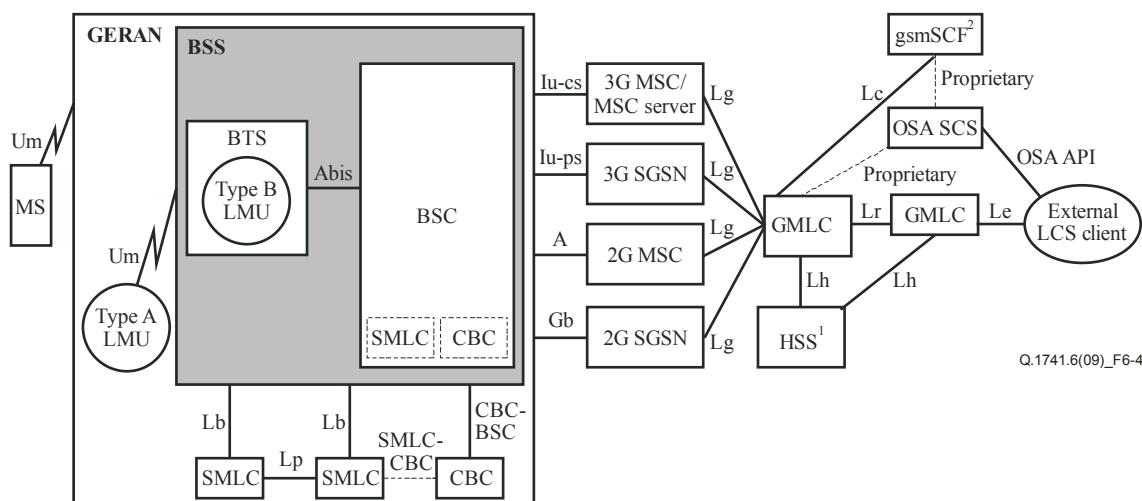 GERAN
BSS
gsmSCF2
Iu-cs
3G MSC/
MSC server
Lg
Lc
Proprietary
OSA SCS
Um
BTS
Type B
LMU
Abis
BSC
Iu-ps
3G SGSN
Lg
Proprietary
OSA API
MS
GMLC
Lr
GMLC
Le
External
LCS client
Um
A
2G MSC
Lg
Lh
Lh
Type A
LMU
SMLC
CBC
Gb
2G SGSN
Lg
HSS1
Q.1741.6(09)_F6-4
Lb
Lb
CBC-
BSC
SMLC-
CBC
Lp
SMLC
SMLC
CBC